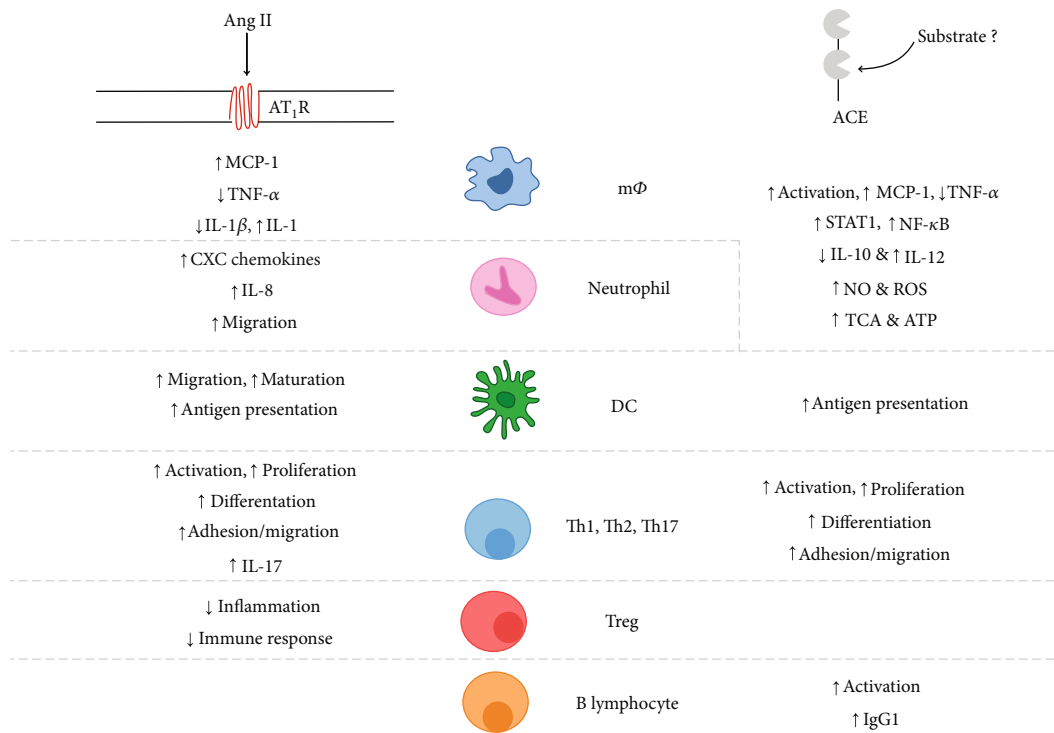 Ang II
AT₁R
Substrate ?
ACE
↑ MCP-1
↓ TNF-α
↓ IL-1β, ↑ IL-1
mΦ
↑ Activation, ↑ MCP-1, ↓TNF-α
↑ STAT1, ↑ NF-κB
↓ IL-10 & ↑ IL-12
↑ NO & ROS
↑ TCA & ATP
↑ CXC chemokines
↑ IL-8
↑ Migration
Neutrophil
↑ Migration, ↑ Maturation
↑ Antigen presentation
DC
↑ Antigen presentation
↑ Activation, ↑ Proliferation
↑ Differentation
↑ Adhesion/migration
↑ IL-17
Th1, Th2, Th17
↑ Activation, ↑ Proliferation
↑ Differentiation
↑ Adhesion/migration
↓ Inflammation
↓ Immune response
Treg
B lymphocyte
↑ Activation
↑ IgG1